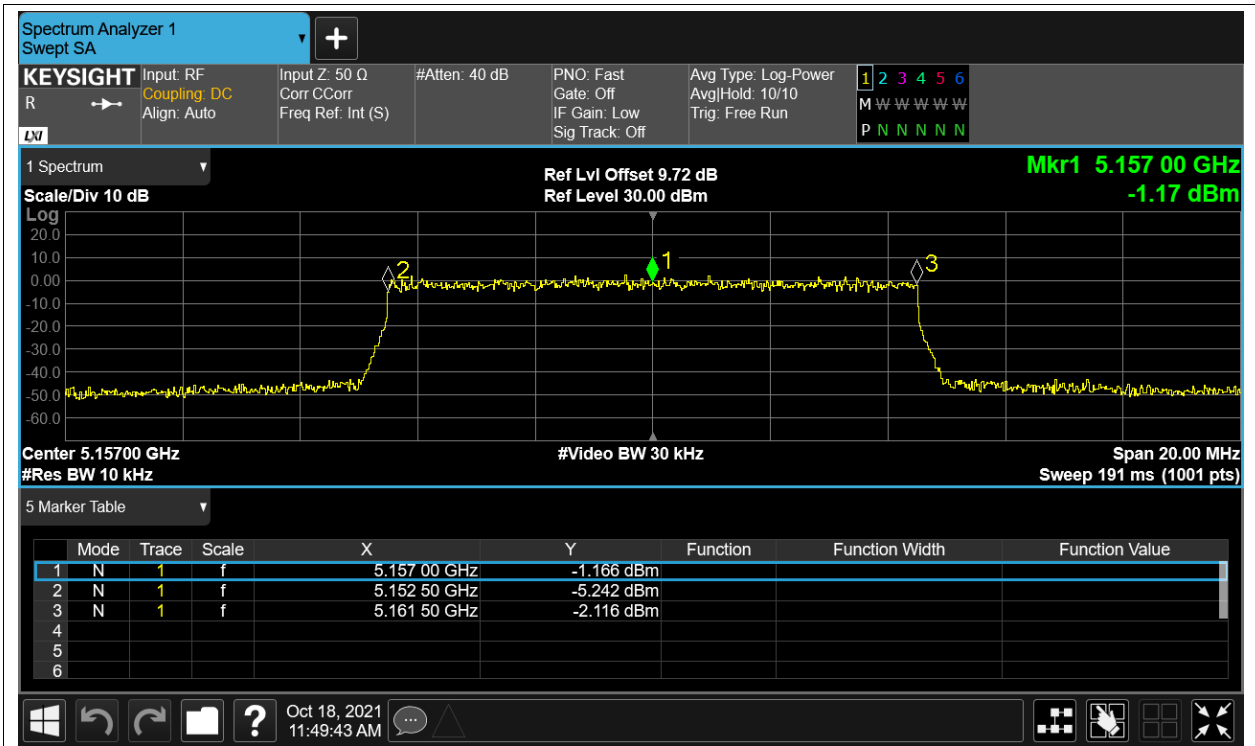 Spectrum Analyzer 1
Swept SA
KEYSIGHT
R
LXI
Input: RF
Coupling: DC
Align: Auto
Input Z: 50 Ω
Corr CCorr
Freq Ref: Int (S)
#Atten: 40 dB
PNO: Fast
Gate: Off
IF Gain: Low
Sig Track: Off
Avg Type: Log-Power
Avg|Hold: 10/10
Trig: Free Run
1 2 3 4 5 6
M W W W W W
P N N N N N
1 Spectrum
Scale/Div 10 dB
Ref Lvl Offset 9.72 dB
Ref Level 30.00 dBm
Mkr1 5.157 00 GHz
-1.17 dBm
Log
20.0
10.0
0.00
-10.0
-20.0
-30.0
-40.0
-50.0
-60.0
2
1
3
Center 5.15700 GHz
#Res BW 10 kHz
#Video BW 30 kHz
Span 20.00 MHz
Sweep 191 ms (1001 pts)
5 Marker Table
Mode Trace Scale X Y Function Function Width Function Value
1 N 1 f 5.157 00 GHz -1.166 dBm
2 N 1 f 5.152 50 GHz -5.242 dBm
3 N 1 f 5.161 50 GHz -2.116 dBm
4
5
6
?
Oct 18, 2021
11:49:43 AM